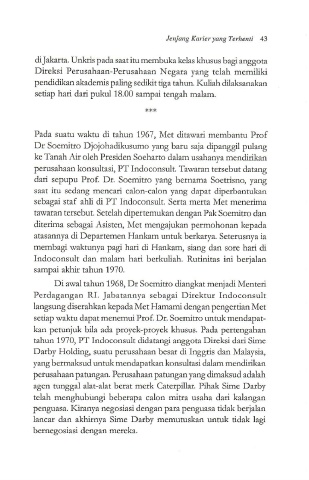 Jenjang Karier yang Terhenti 43
di Jakarta. Unkris pada saat itu membuka kelas khusus bagi anggota
Direksi Perusahaan-Perusahaan Negara yang telah memiliki
pendidikan akademis paling sedikit tiga tahun. Kuliah dilaksanakan
setiap hari dari pukul 18.00 sampai tengah malam.
***
Pada suatu waktu di tahun 1967, Met ditawari membantu Prof
Dr Soemitro Djojohadikusumo yang baru saja dipanggil pulang
ke Tanah Air oleh Presiden Soeharto dalam usahanya mendirikan
perusahaan konsultasi, PT Indoconsult. Tawaran tersebut datang
dari sepupu Prof. Dr. Soemitro yang bernama Soetrisno, yang
saat itu sedang mencari calon-calon yang dapat diperbantukan
sebagai staf ahli di PT Indoconsult. Serta merta Met menerima
tawaran tersebut. Setelah dipertemukan dengan Pak Soemitro dan
diterima sebagai Asisten, Met mengajukan permohonan kepada
atasannya di Departemen Hankam untuk berkarya. Seterusnya ia
membagi waktunya pagi hari di Hankam, siang dan sore hari di
Indoconsult dan malam hari berkuliah. Rutinitas ini berjalan
sampai akhir tahun 1970.
Di awal tahun 1968, Dr Soemitro diangkat menjadi Menteri
Perdagangan RI. Jabatannya sebagai Direktur Indoconsult
langsung diserahkan kepada Met Hamami dengan pengertian Met
setiap waktu dapat menemui Prof. Dr. Soemitro untuk mendapat-
kan petunjuk bila ada proyek-proyek khusus. Pada pertengahan
tahun 1970, PT Indoconsult didatangi anggota Direksi dari Sime
Darby Holding, suatu perusahaan besar di Inggris dan Malaysia,
yang bermaksud untuk mendapatkan konsultasi dalam mendirikan
perusahaan patungan. Perusahaan patungan yang dimaksud adalah
agen tunggal alat-alat berat merk Caterpillar. Pihak Sime Darby
telah menghubungi beberapa calon mitra usaha dari kalangan
penguasa. Kiranya negosiasi dengan para penguasa tidak berjalan
lancar dan akhirnya Sime Darby memutuskan untuk tidak lagi
bernegosiasi dengan mereka.